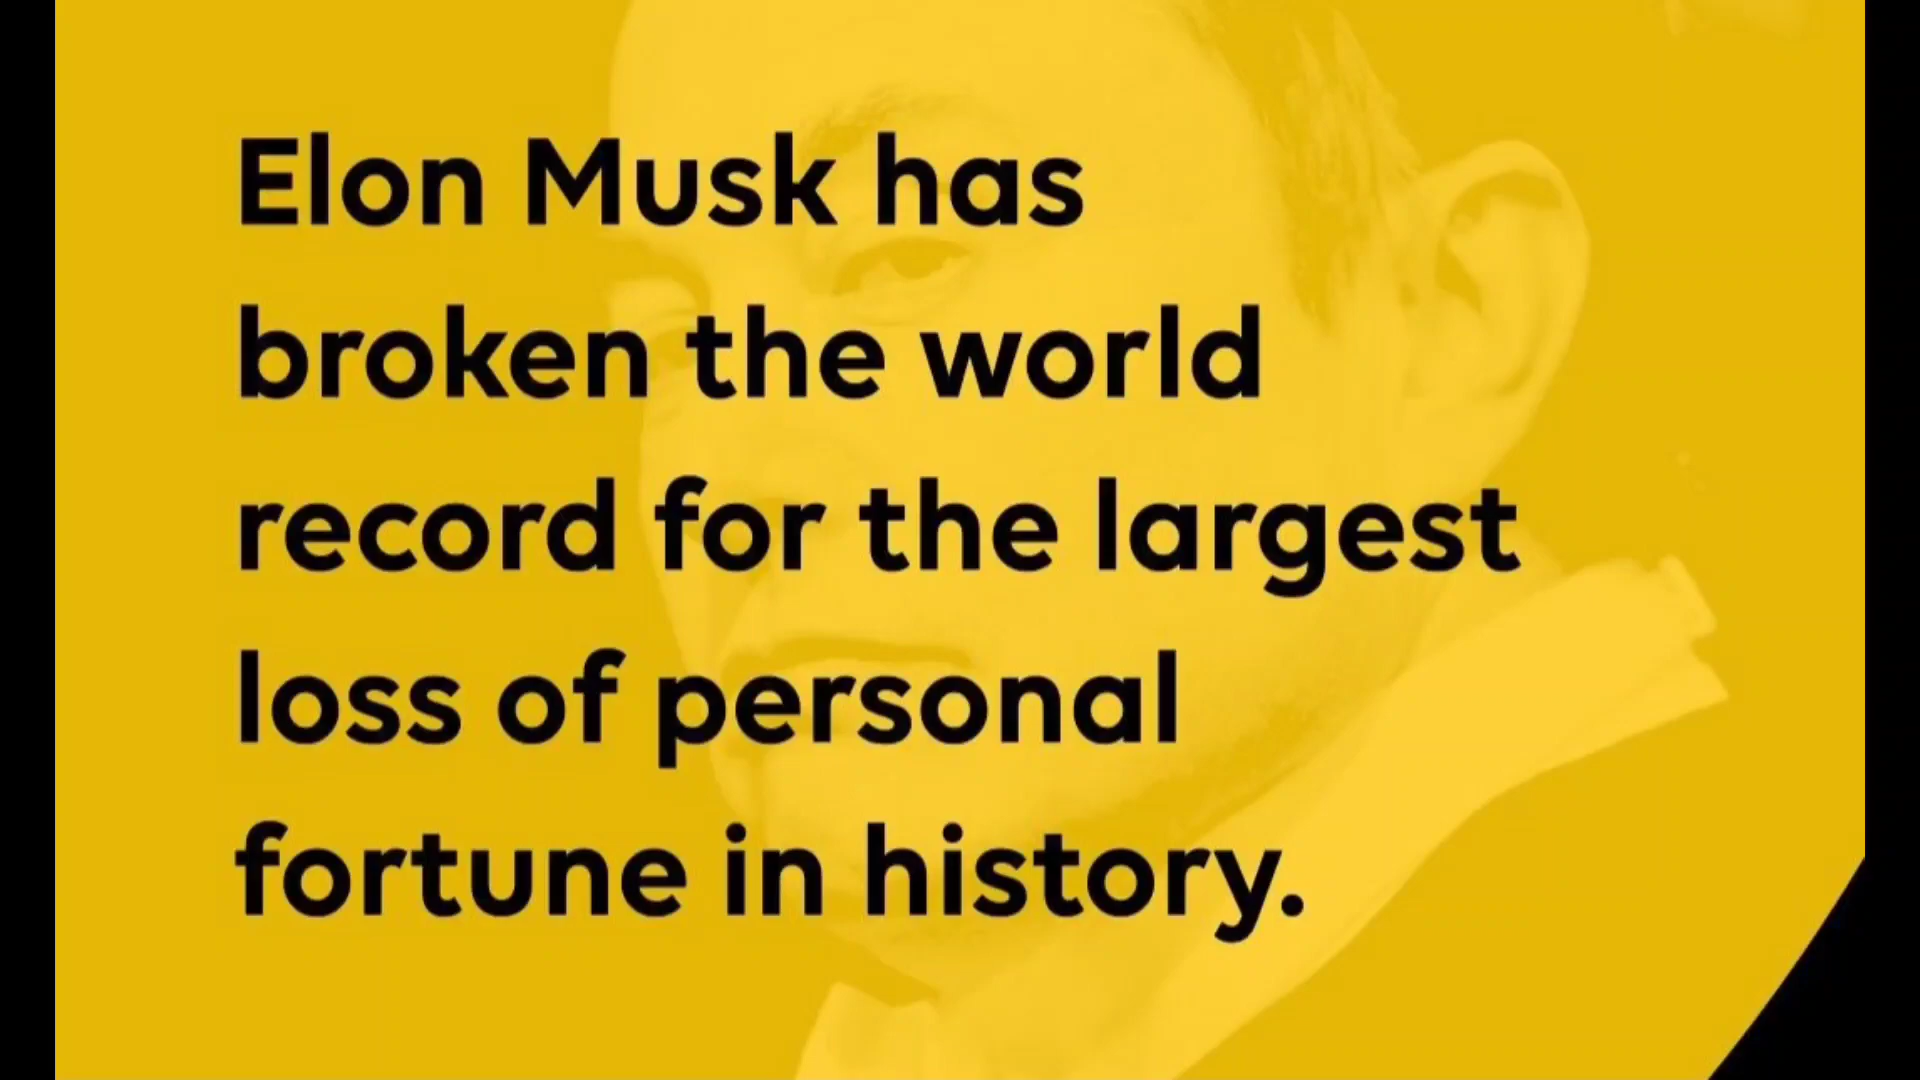 Elon Musk has
broken the world
record for the largest
loss of personal
fortune in history.